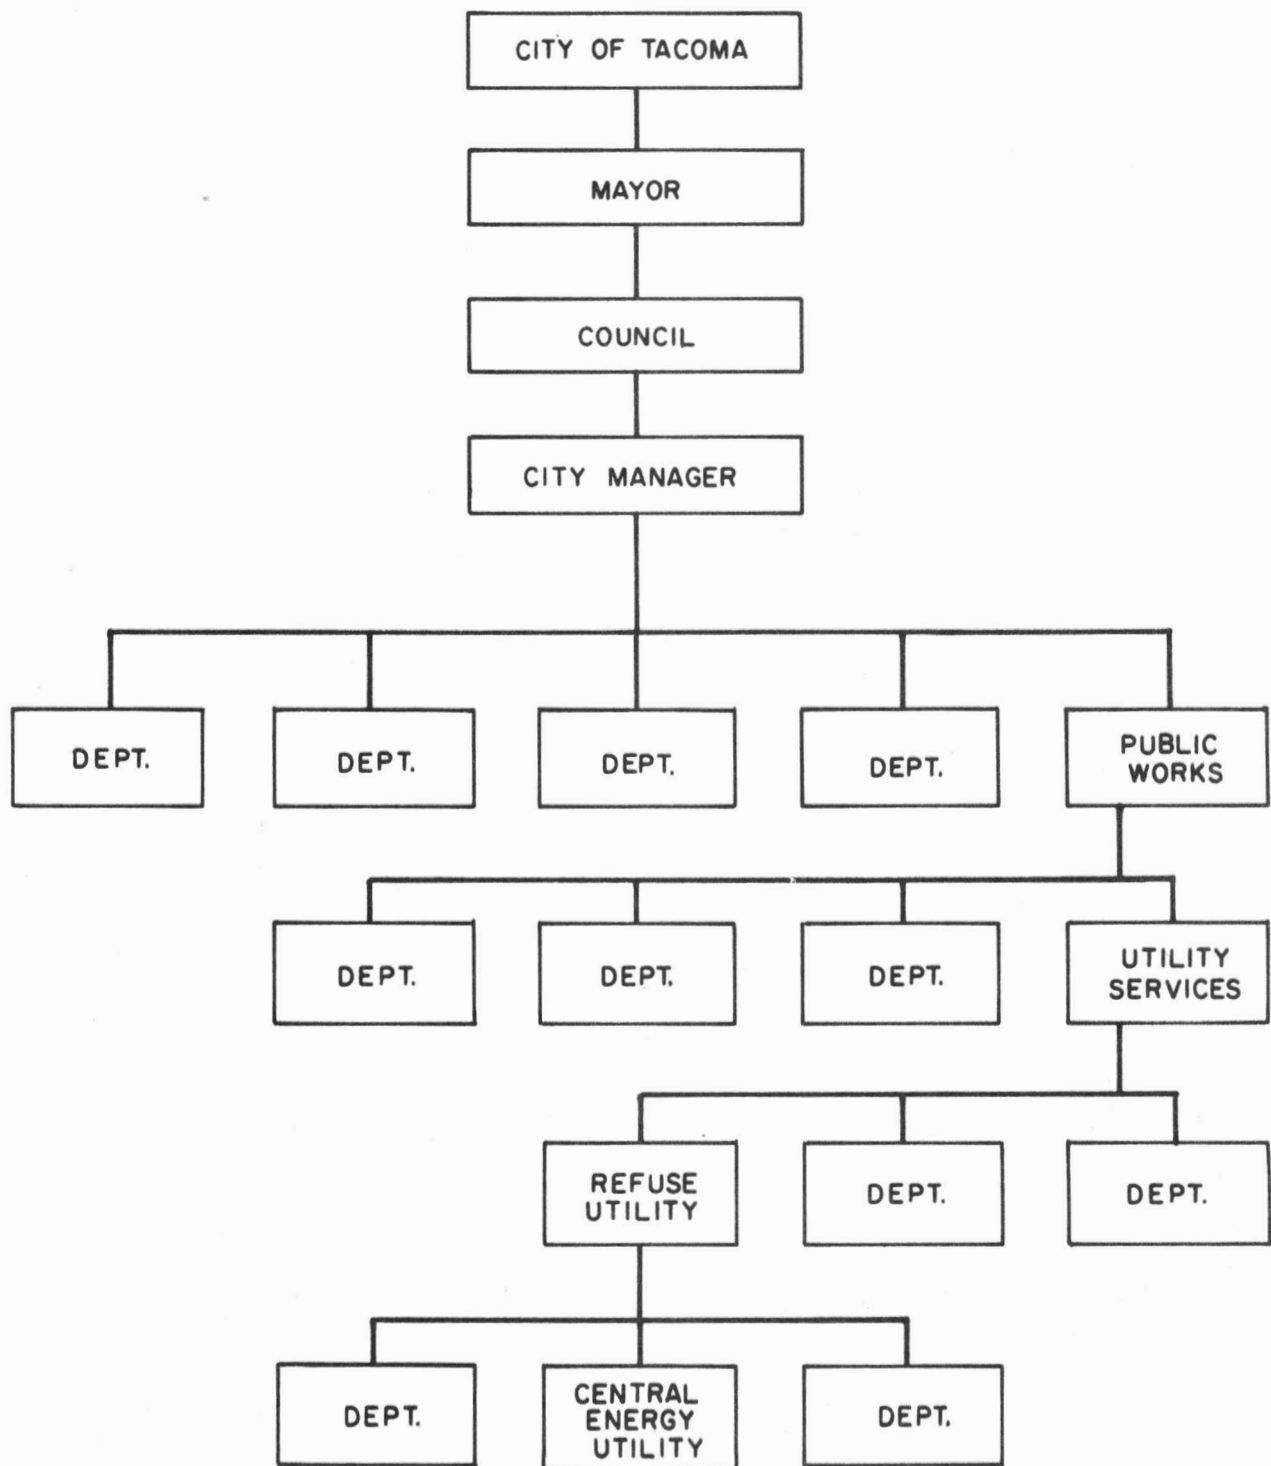 CITY OF TACOMA
MAYOR
COUNCIL
CITY MANAGER
DEPT.
DEPT.
DEPT.
DEPT.
PUBLIC
WORKS
DEPT.
DEPT.
DEPT.
UTILITY
SERVICES
REFUSE
UTILITY
DEPT.
DEPT.
DEPT.
CENTRAL
ENERGY
UTILITY
DEPT.